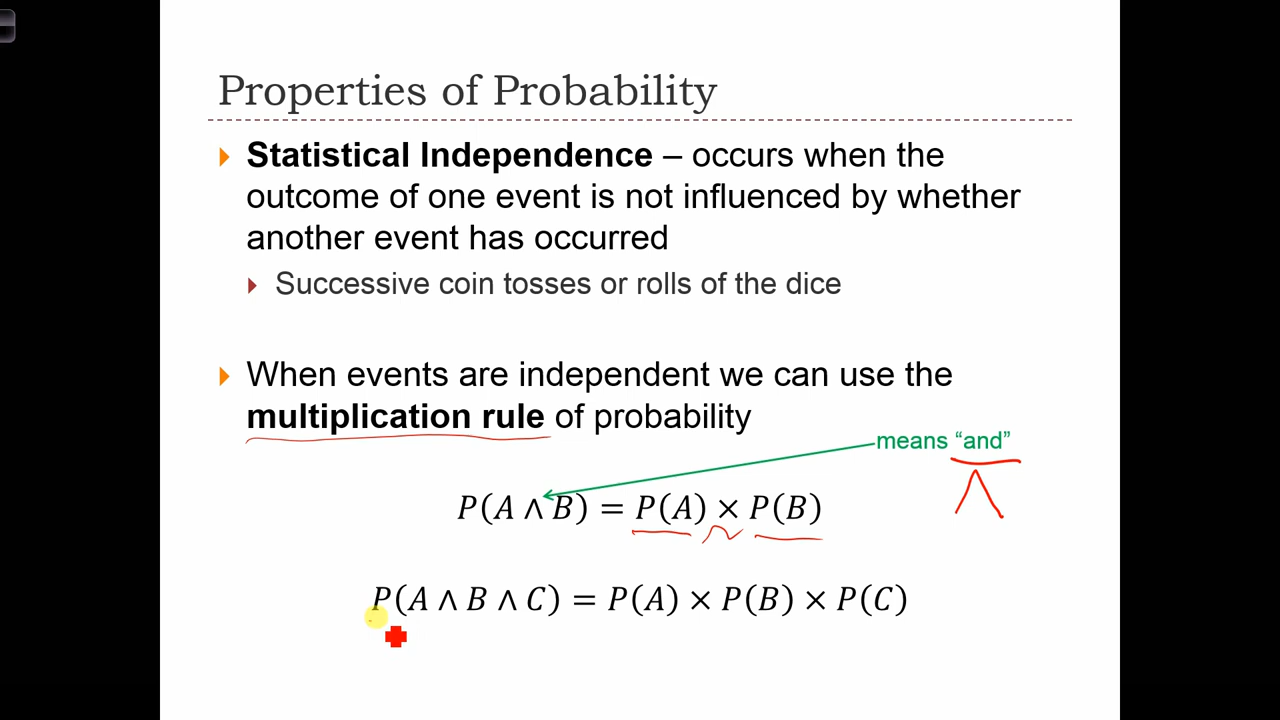 Properties of Probability
Statistical Independence – occurs when the
outcome of one event is not influenced by whether
another event has occurred
Successive coin tosses or rolls of the dice
When events are independent we can use the
multiplication rule of probability
means “and”
∧
P(A ∧ B) = P(A) × P(B)
P(A ∧ B ∧ C) = P(A) × P(B) × P(C)